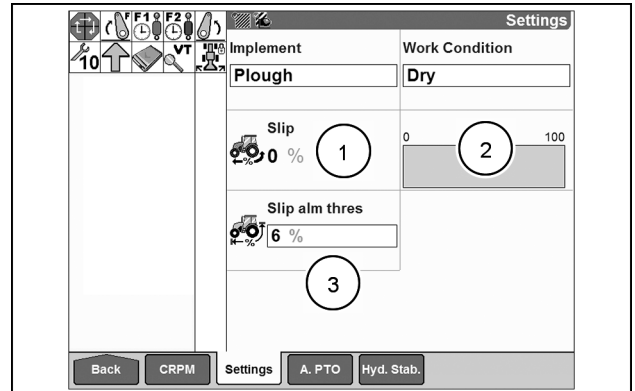 F F1 F2
10 VT
Settings
Implement
Work Condition
Plough
Dry
Slip
0 %
1
0 100
2
Slip alm thres
6 %
3
Back CRPM Settings A. PTO Hyd. Stab.